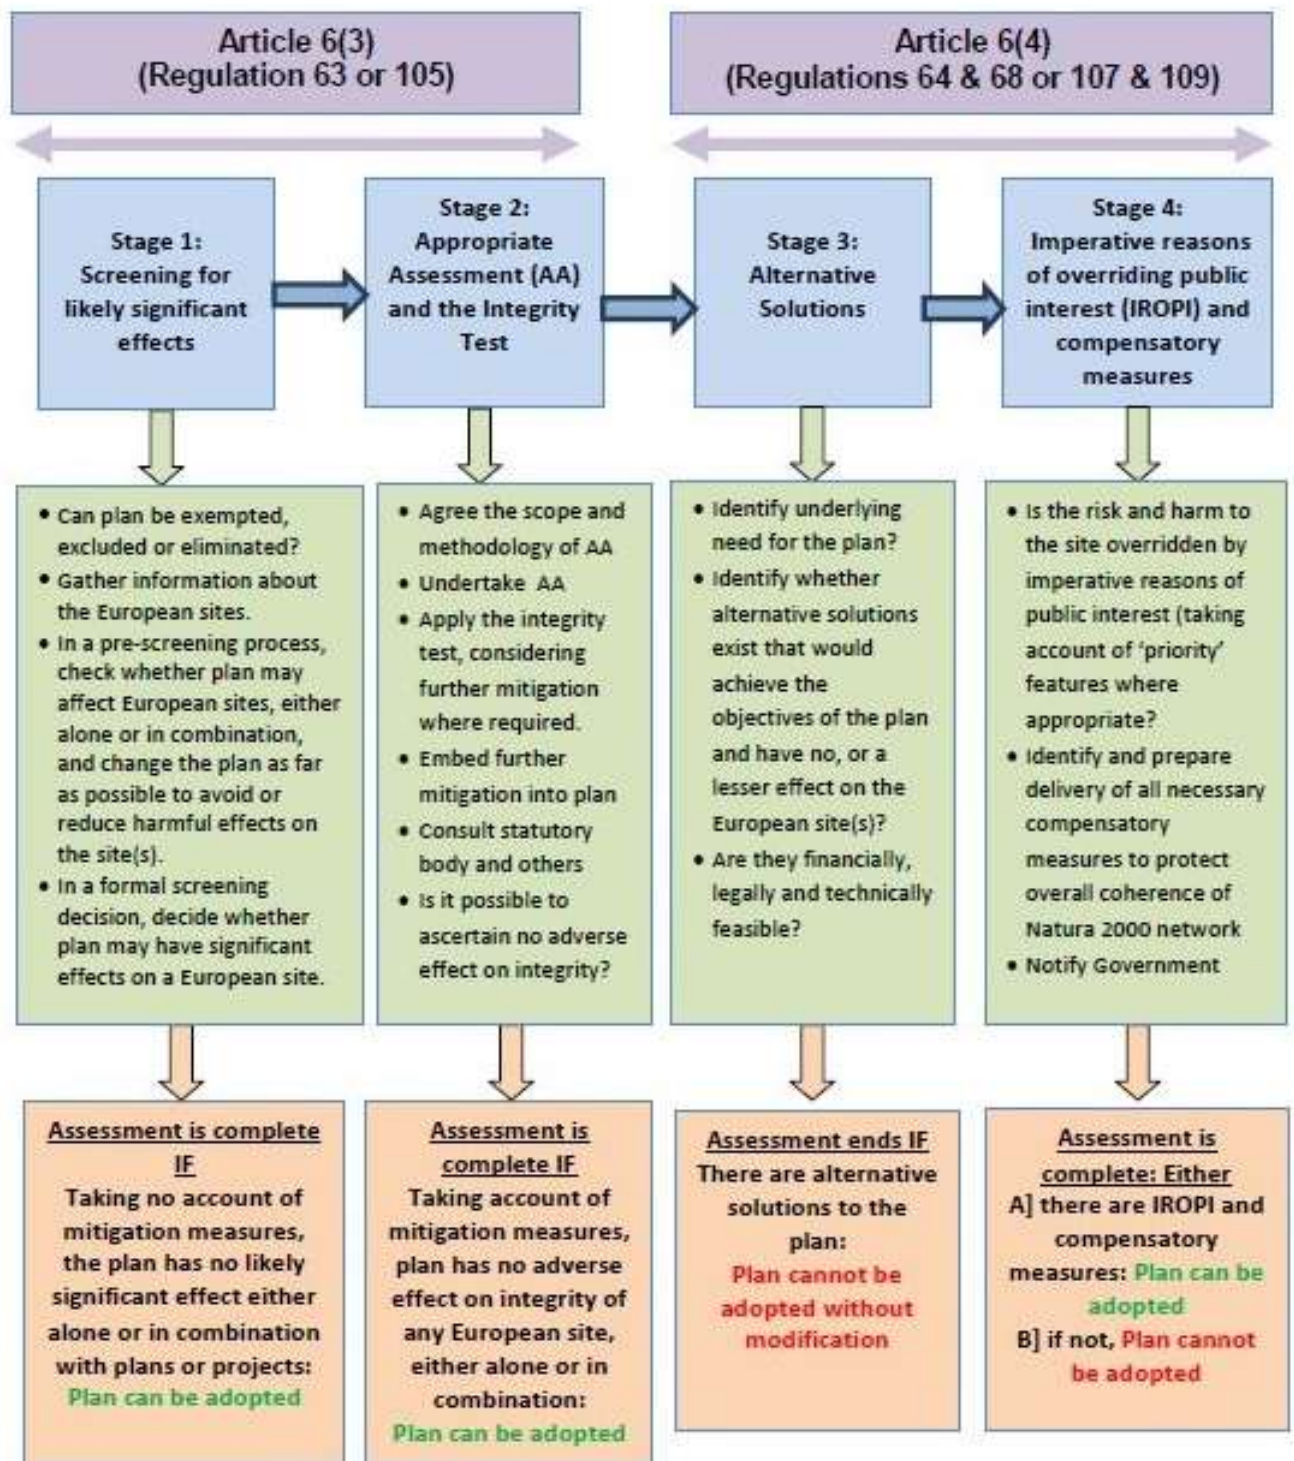 Article 6(3)
(Regulation 63 or 105)
Article 6(4)
(Regulations 64 & 68 or 107 & 109)
Stage 1:
Screening for
likely significant
effects
Stage 2:
Appropriate
Assessment (AA)
and the Integrity
Test
Stage 3:
Alternative
Solutions
Stage 4:
Imperative reasons
of overriding public
interest (IROPI) and
compensatory
measures
• Can plan be exempted,
excluded or eliminated?
• Gather information about
the European sites.
• In a pre-screening process,
check whether plan may
affect European sites, either
alone or in combination,
and change the plan as far
as possible to avoid or
reduce harmful effects on
the site(s).
• In a formal screening
decision, decide whether
plan may have significant
effects on a European site.
• Agree the scope and
methodology of AA
• Undertake AA
• Apply the integrity
test, considering
further mitigation
where required.
• Embed further
mitigation into plan
• Consult statutory
body and others
• Is it possible to
ascertain no adverse
effect on integrity?
• Identify underlying
need for the plan?
• Identify whether
alternative solutions
exist that would
achieve the
objectives of the plan
and have no, or a
lesser effect on the
European site(s)?
• Are they financially,
legally and technically
feasible?
• Is the risk and harm to
the site overridden by
imperative reasons of
public interest (taking
account of ‘priority’
features where
appropriate?
• Identify and prepare
delivery of all necessary
compensatory
measures to protect
overall coherence of
Natura 2000 network
• Notify Government
Assessment is complete
IF
Taking no account of
mitigation measures,
the plan has no likely
significant effect either
alone or in combination
with plans or projects:
Plan can be adopted
Assessment is
complete IF
Taking account of
mitigation measures,
plan has no adverse
effect on integrity of
any European site,
either alone or in
combination:
Plan can be adopted
Assessment ends IF
There are alternative
solutions to the
plan:
Plan cannot be
adopted without
modification
Assessment is
complete: Either
A] there are IROPI and
compensatory
measures: Plan can be
adopted
B] if not, Plan cannot
be adopted